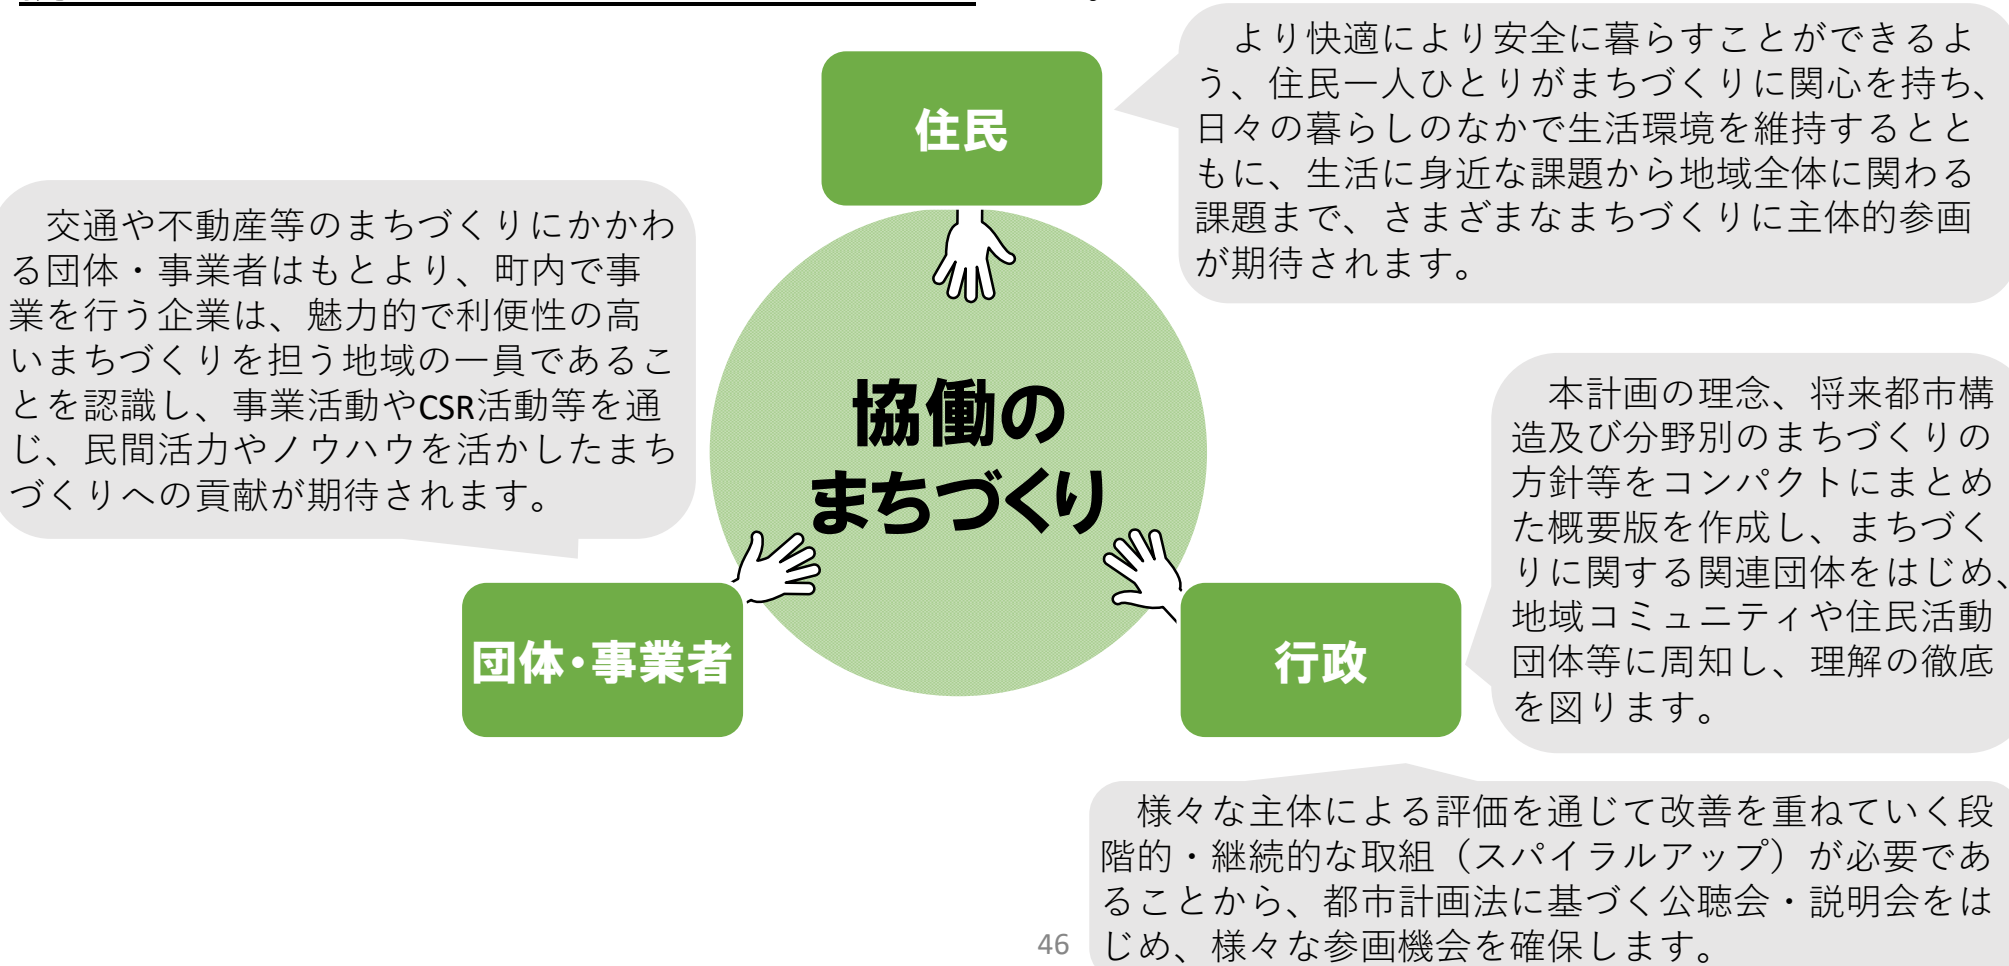 住民
より快適により安全に暮らすことができるよ
う、住民一人ひとりがまちづくりに関心を持ち、
日々の暮らしのなかで生活環境を維持するとと
もに、生活に身近な課題から地域全体に関わる
課題まで、さまざまなまちづくりに主体的参画
が期待されます。
交通や不動産等のまちづくりにかかわ
る団体・事業者はもとより、町内で事
業を行う企業は、魅力的で利便性の高
いまちづくりを担う地域の一員であるこ
とを認識し、事業活動やCSR活動等を通
じ、民間活力やノウハウを活かしたまち
づくりへの貢献が期待されます。
協働の
まちづくり
団体・事業者
行政
本計画の理念、将来都市構
造及び分野別のまちづくりの
方針等をコンパクトにまとめ
た概要版を作成し、まちづく
りに関する関連団体をはじめ、
地域コミュニティや住民活動
団体等に周知し、理解の徹底
を図ります。
様々な主体による評価を通じて改善を重ねていく段
階的・継続的な取組（スパイラルアップ）が必要であ
ることから、都市計画法に基づく公聴会・説明会をは
じめ、様々な参画機会を確保します。
46